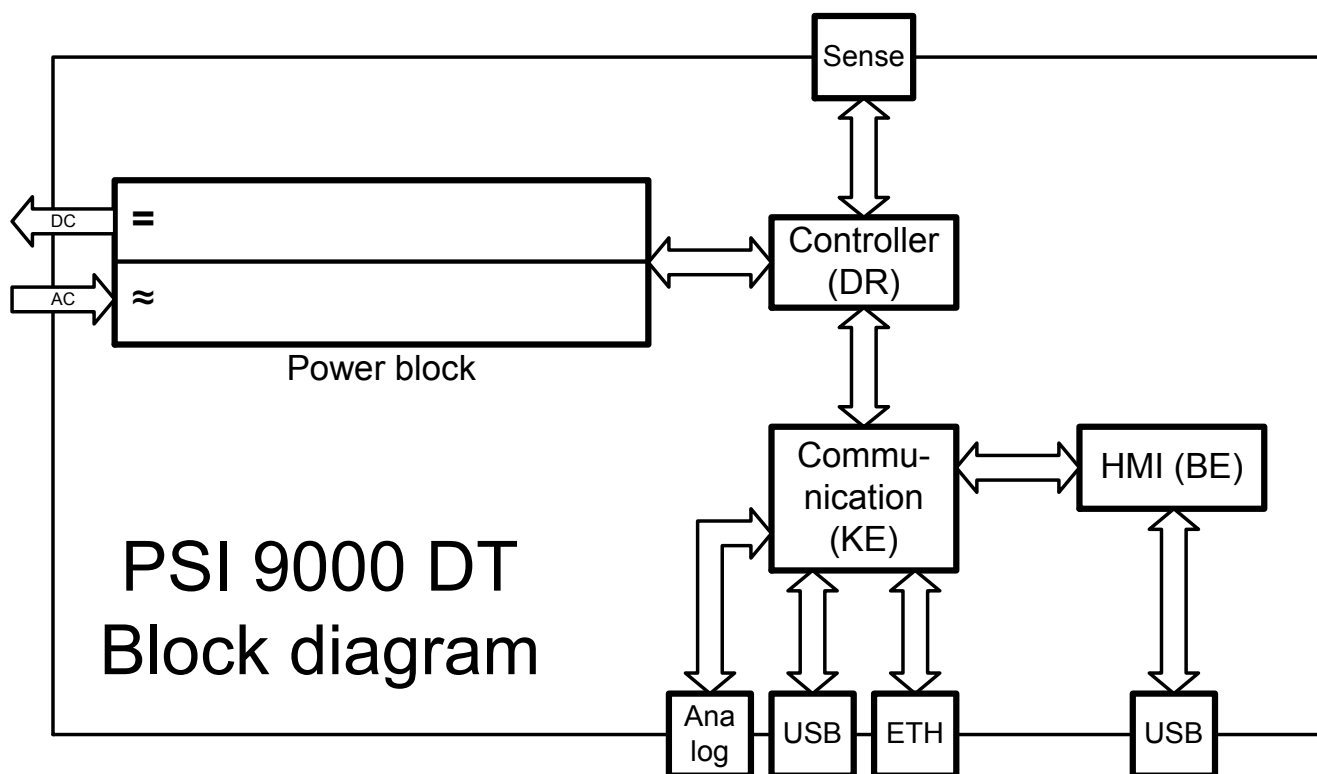 Sense
DC
=
Controller
(DR)
AC
≈
Power block
Commu-
nication
(KE)
HMI (BE)
PSI 9000 DT
Block diagram
Ana
log
USB
ETH
USB